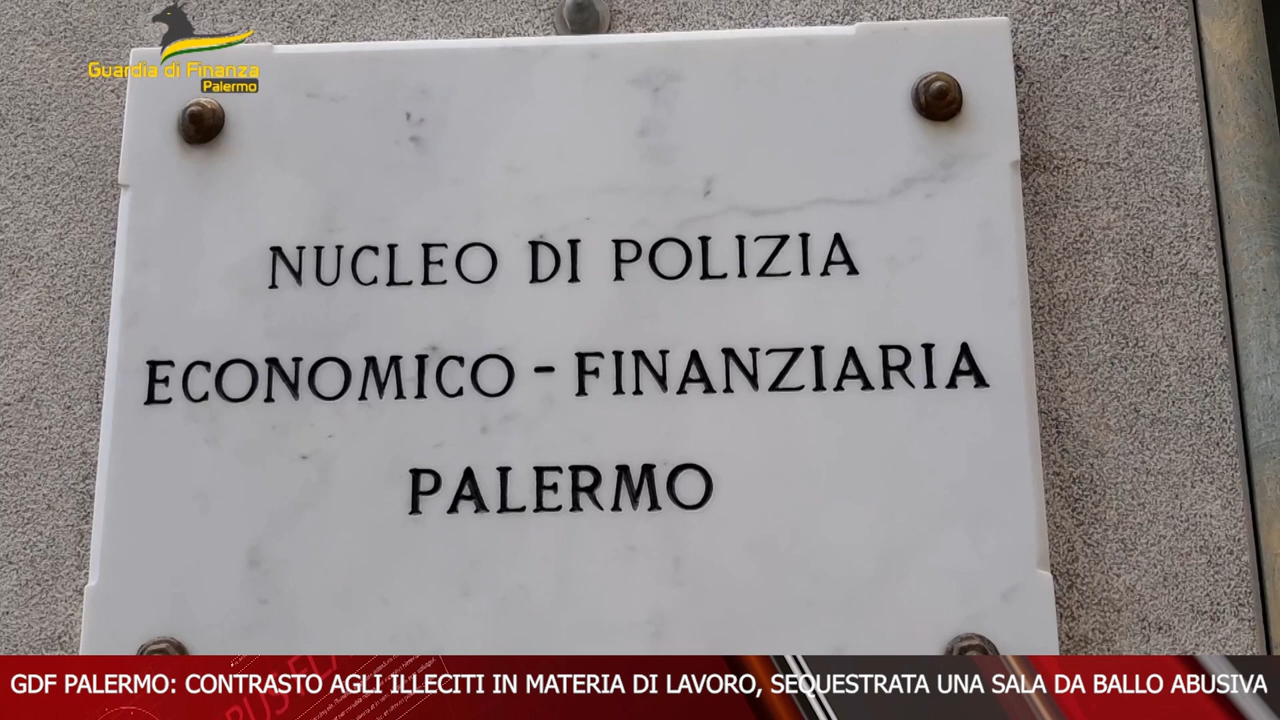 Guardia di Finanza
Palermo
NUCLEO DI POLIZIA
ECONOMICO - FINANZIARIA
PALERMO
GDF PALERMO: CONTRASTO AGLI ILLECITI IN MATERIA DI LAVORO, SEQUESTRATA UNA SALA DA BALLO ABUSIVA